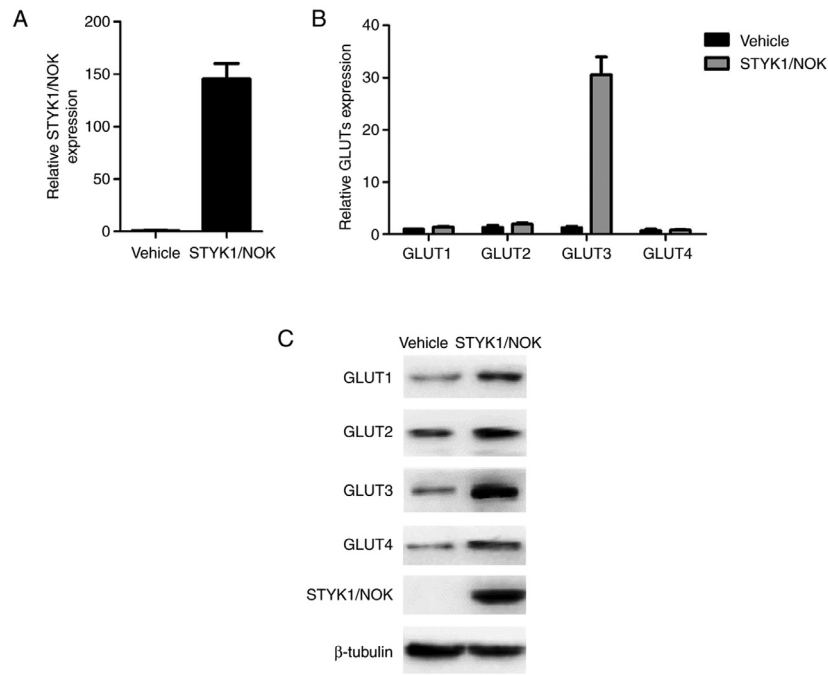 A
200
150
100
50
0
Relative STYK1/NOK
expression
Vehicle STYK1/NOK
B
40
30
20
10
0
Relative GLUTs expression
GLUT1 GLUT2 GLUT3 GLUT4
Vehicle
STYK1/NOK
C
Vehicle STYK1/NOK
GLUT1
GLUT2
GLUT3
GLUT4
STYK1/NOK
β-tubulin